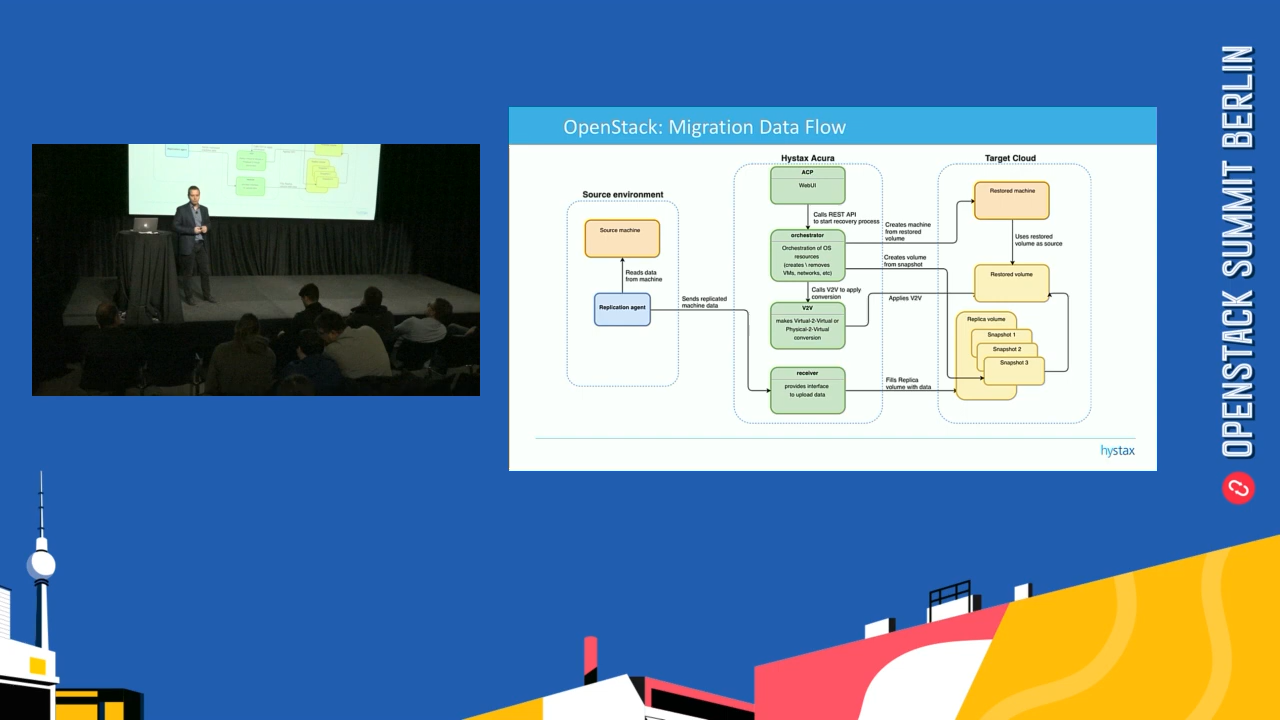 OpenStack: Migration Data Flow
Source environment
Source machine
Reads data
from machine
Replication agent
Sends replicated
machine data
Hystax Acura
ACP
WebUI
Calls REST API
to start recovery process
orchestrator
Orchestration of OS
resources
(creates \ removes
VMs, networks, etc)
Calls V2V to apply
conversion
V2V
makes Virtual-2-Virtual or
Physical-2-Virtual
conversion
receiver
provides interface
to upload data
Creates machine
from restored
volume
Creates volume
from snapshot
Applies V2V
Fills Replica
volume with data
Target Cloud
Restored machine
Uses restored
volume as source
Restored volume
Replica volume
Snapshot 1
Snapshot 2
Snapshot 3
hystax
OPENSTACK SUMMIT BERLIN